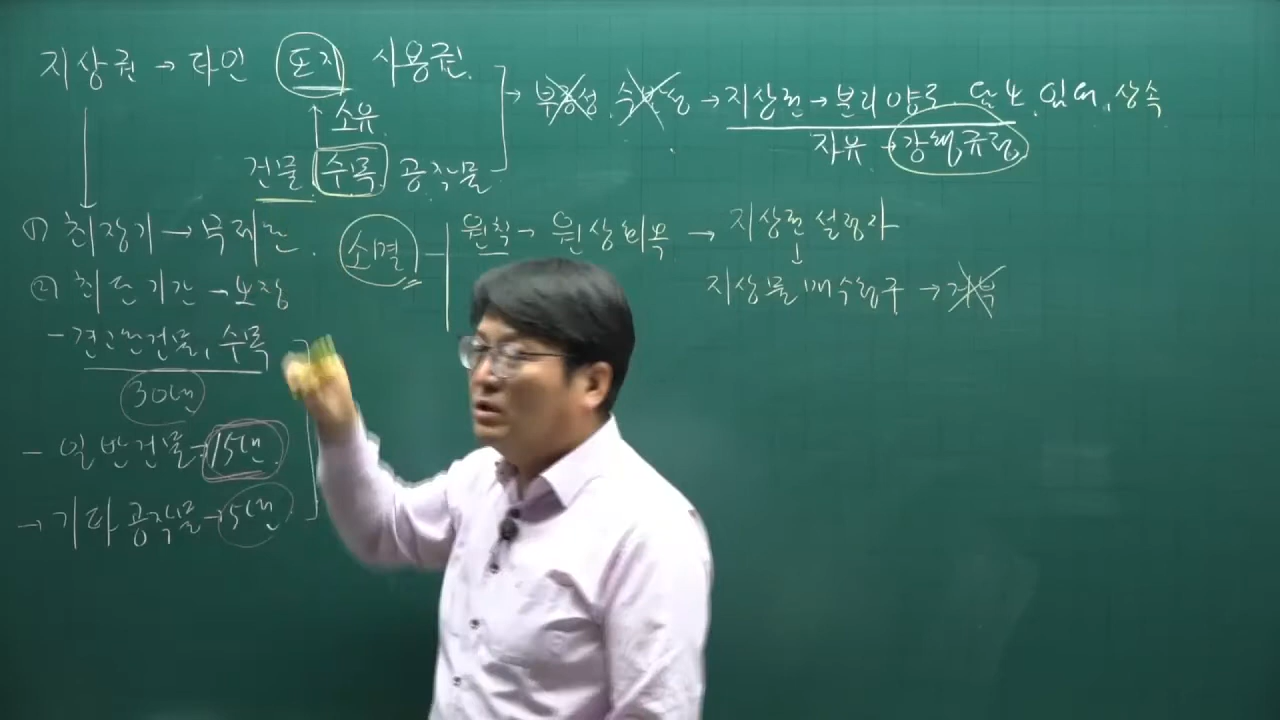 지상권 → 타인 토지 사용권
소유
건물 수목 공작물
→ 부종성, 수반성 → 지상권 → 분리양도, 담보, 임대, 상속
자유 → 강행규정
(1) 최장기 → 무제한
(2) 최단기간 → 보장
- 견고한건물, 수목
30년
- 일반건물 → 15년
→ 기타 공작물 → 5년
소결
원칙 → 원상회복 → 지상권 설정자
↓
지상물매수청구 →